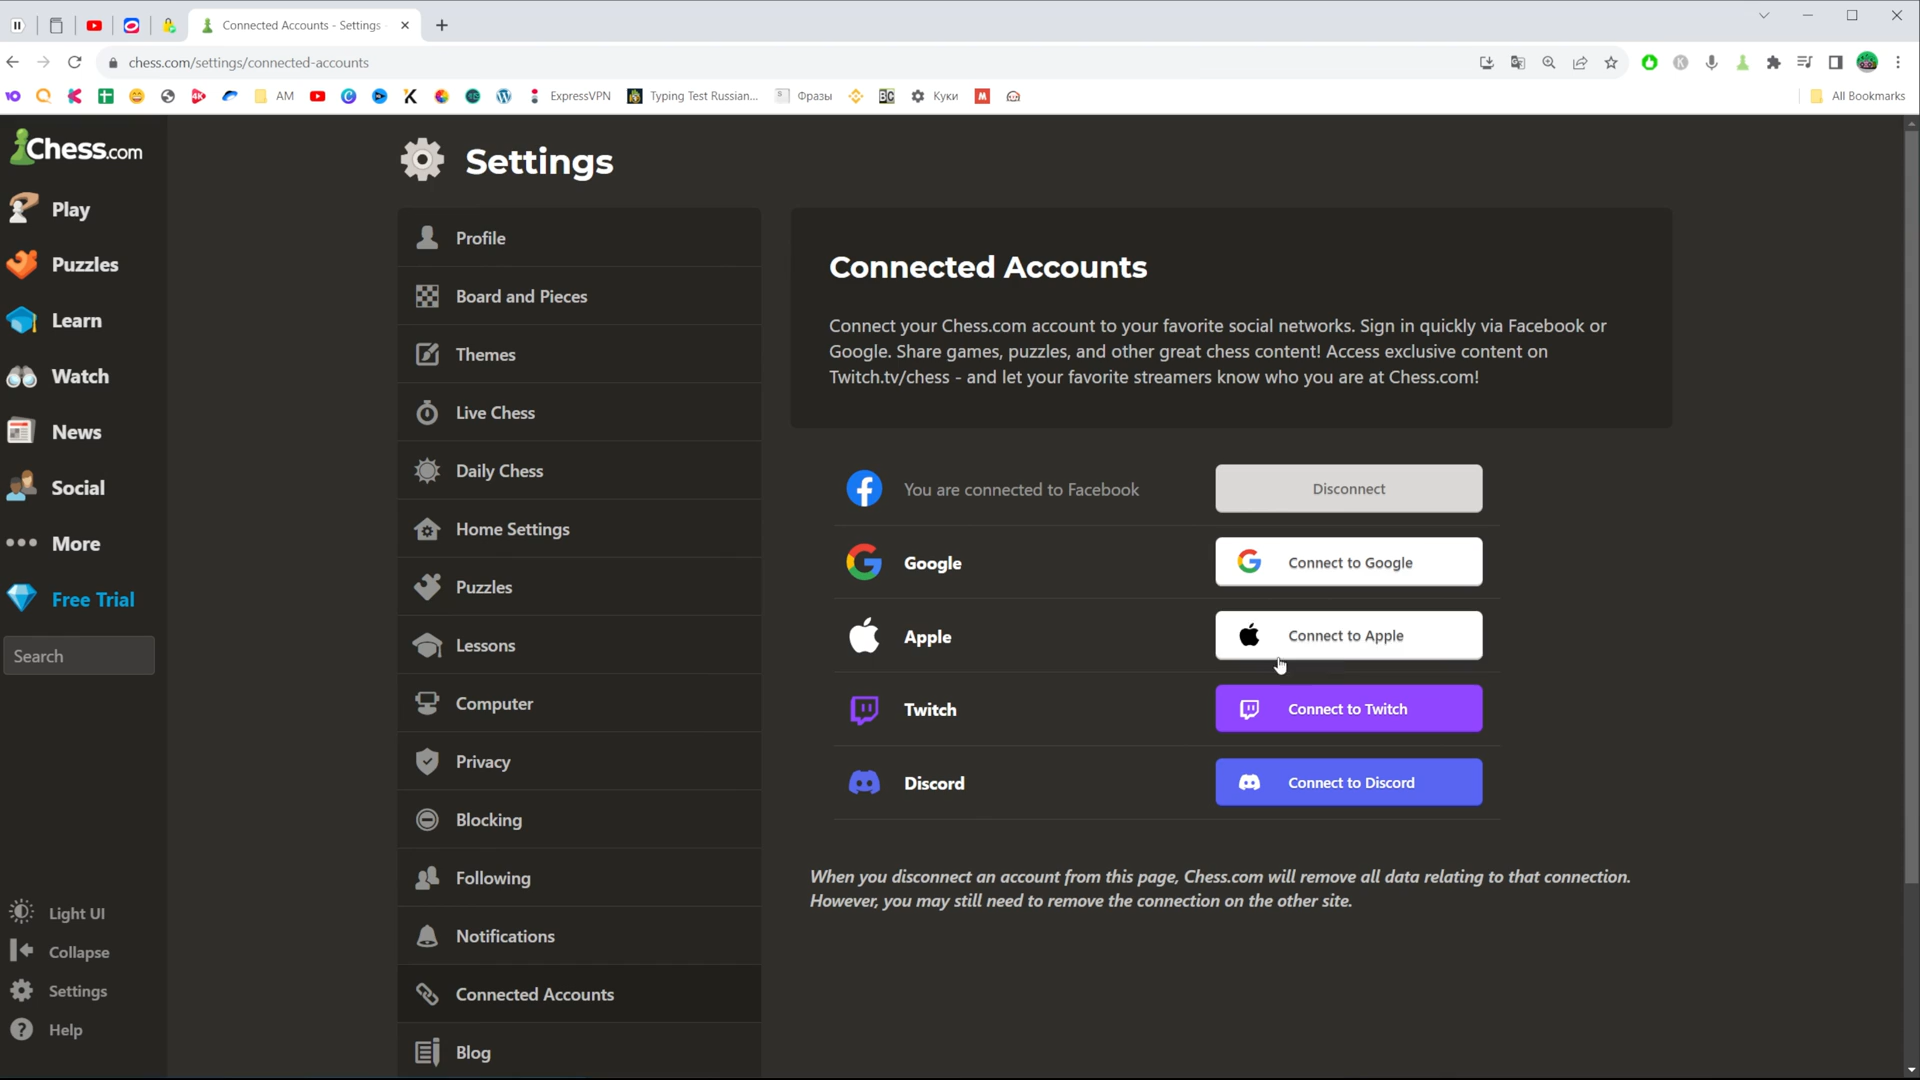 Connected Accounts - Settings
chess.com/settings/connected-accounts
AM
ExpressVPN
Typing Test Russian...
Фразы
Куки
All Bookmarks
Chess.com
Play
Puzzles
Learn
Watch
News
Social
More
Free Trial
Search
Light UI
Collapse
Settings
Help
Settings
Profile
Board and Pieces
Themes
Live Chess
Daily Chess
Home Settings
Puzzles
Lessons
Computer
Privacy
Blocking
Following
Notifications
Connected Accounts
Blog
Connected Accounts
Connect your Chess.com account to your favorite social networks. Sign in quickly via Facebook or
Google. Share games, puzzles, and other great chess content! Access exclusive content on
Twitch.tv/chess - and let your favorite streamers know who you are at Chess.com!
You are connected to Facebook
Disconnect
Google
Connect to Google
Apple
Connect to Apple
Twitch
Connect to Twitch
Discord
Connect to Discord
When you disconnect an account from this page, Chess.com will remove all data relating to that connection.
However, you may still need to remove the connection on the other site.